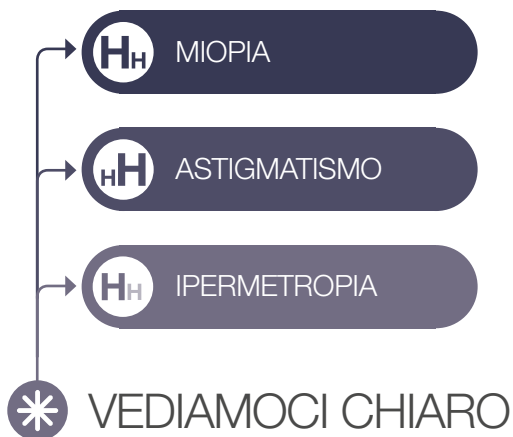 HH MIOPIA
HH ASTIGMATISMO
HH IPERMETROPIA
VEDIAMOCI CHIARO